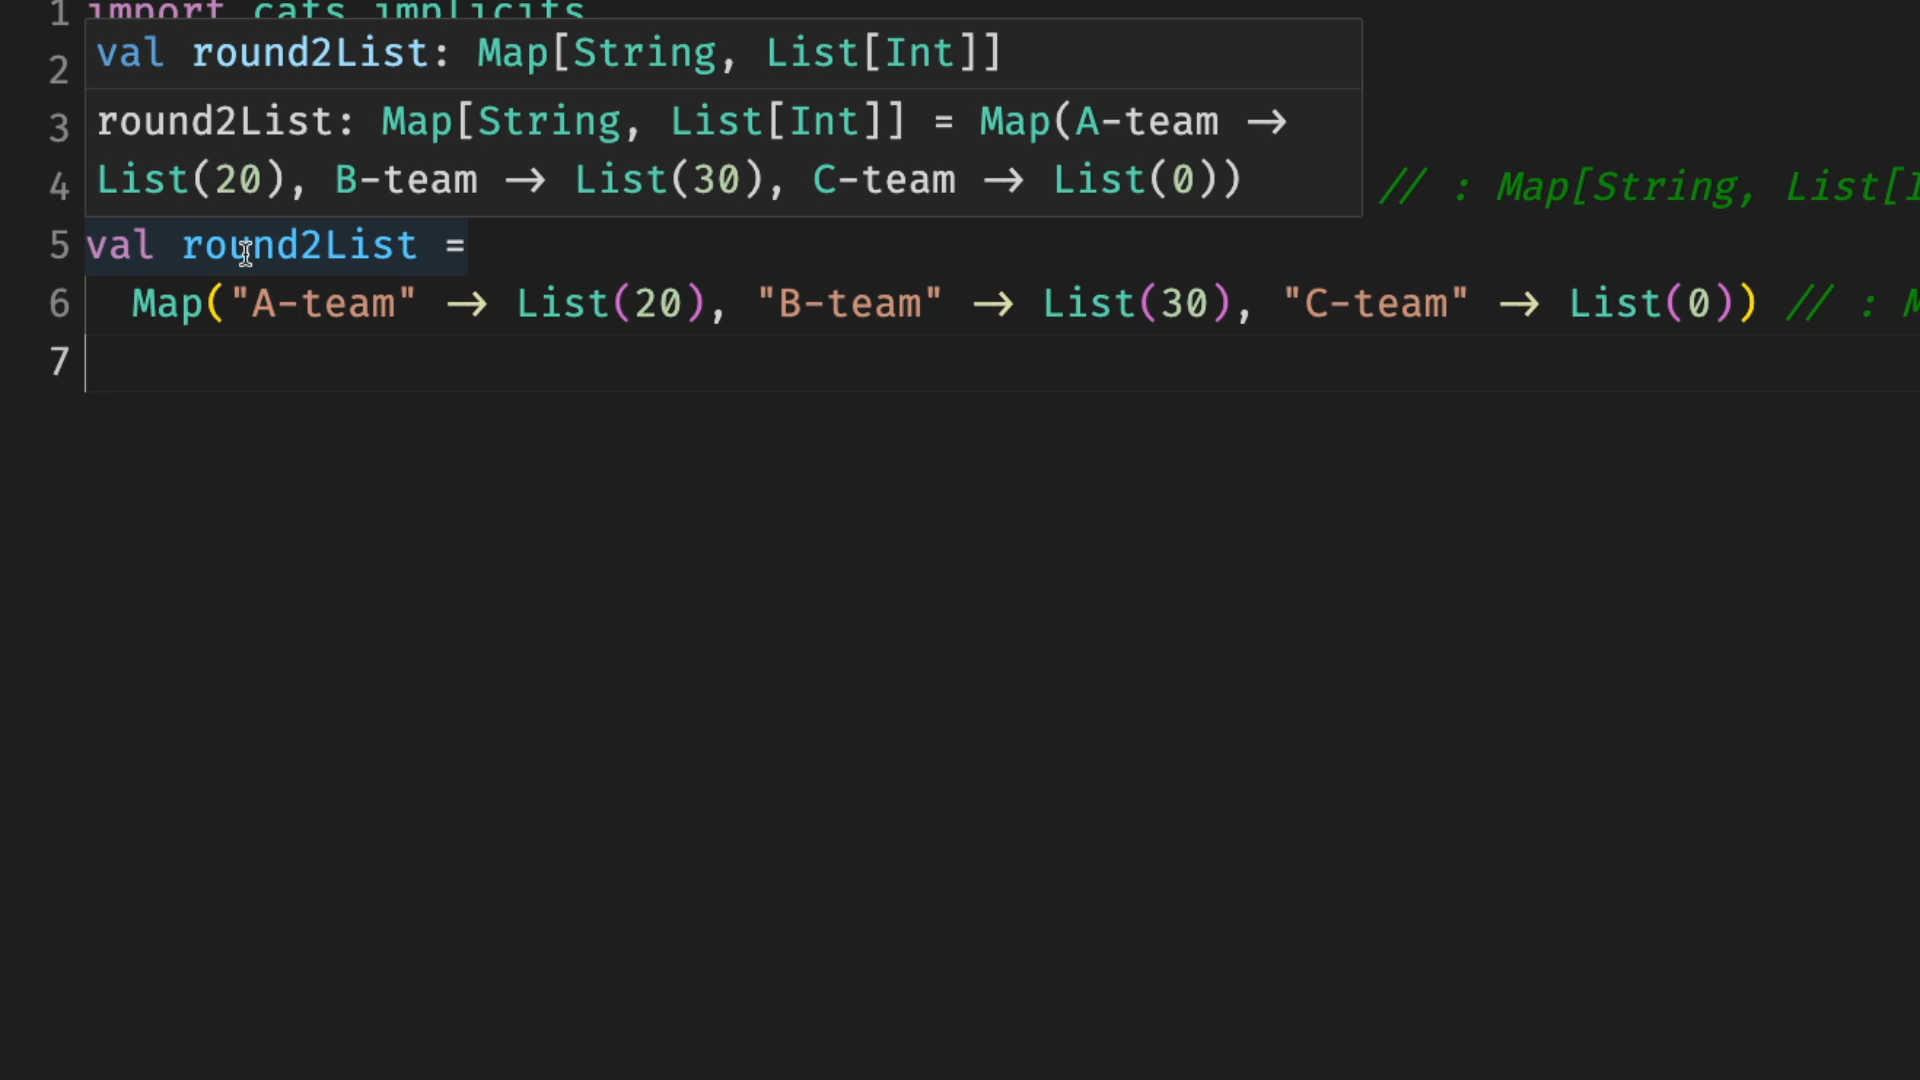 1 import cats.implicits
val round2List: Map[String, List[Int]]
2
round2List: Map[String, List[Int]] = Map(A-team →
3
List(20), B-team → List(30), C-team → List(0))
4 // : Map[String, List[I
5 val round2List =
6 Map("A-team" → List(20), "B-team" → List(30), "C-team" → List(0)) // : M
7